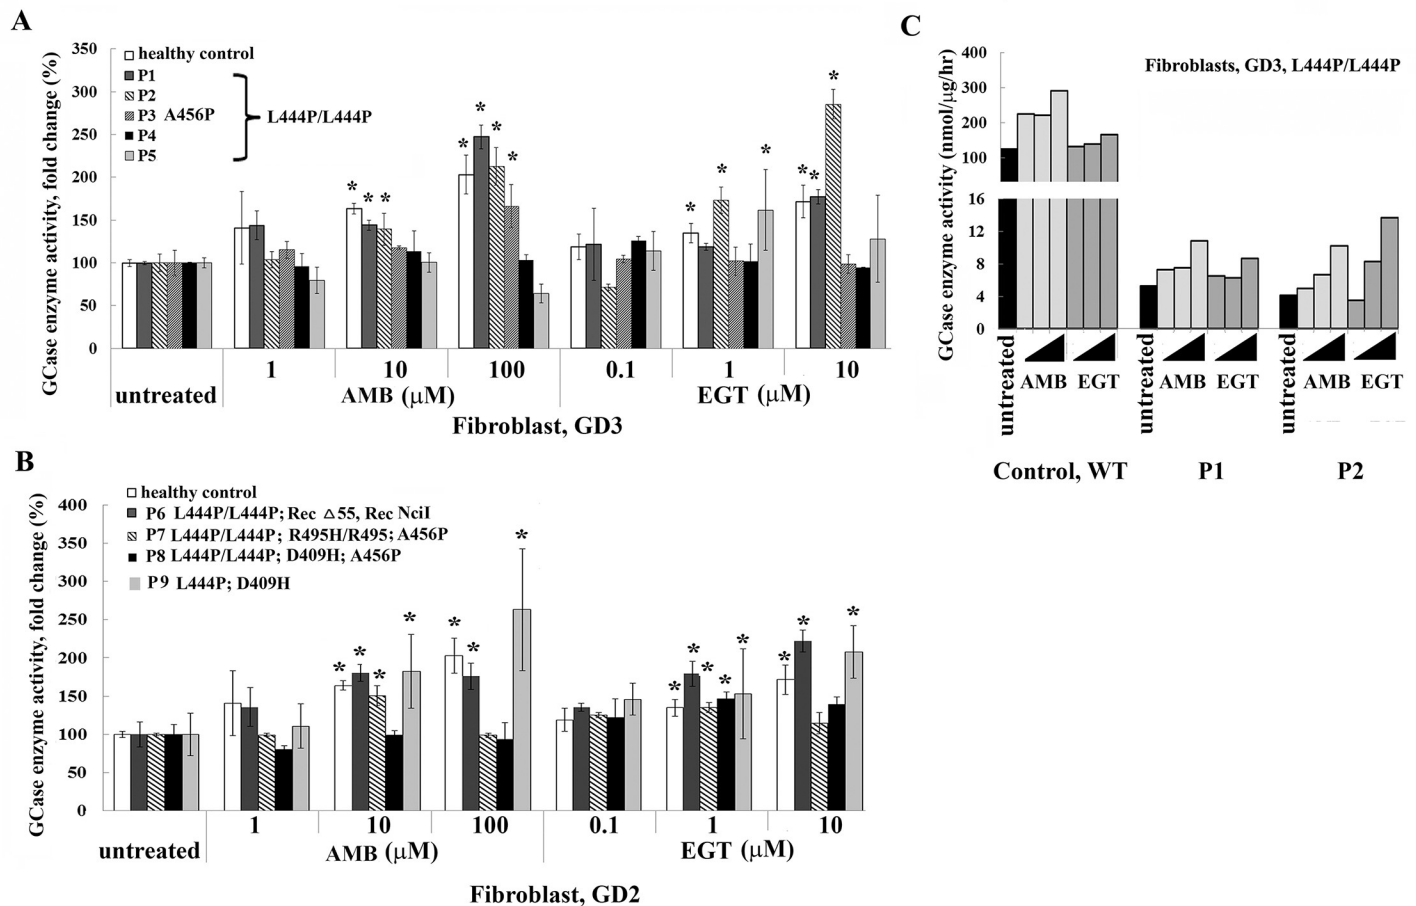 A
GCase enzyme activity, fold change (%)
350
300
250
200
150
100
50
0
healthy control
P1
P2
P3 A456P
P4
P5
L444P/L444P
* * * * * * * * * * * * *
1 10 100 0.1 1 10
untreated AMB (μM) EGT (μM)
Fibroblast, GD3
B
GCase enzyme activity, fold change (%)
400
350
300
250
200
150
100
50
0
healthy control
P6 L444P/L444P; Rec △55, Rec NciI
P7 L444P/L444P; R495H/R495; A456P
P8 L444P/L444P; D409H; A456P
P9 L444P; D409H
* * * * * * * * * * * * * * *
1 10 100 0.1 1 10
untreated AMB (μM) EGT (μM)
Fibroblast, GD2
C
GCase enzyme activity (nmol/μg/hr)
400
300
200
100
16
12
8
4
0
Fibroblasts, GD3, L444P/L444P
untreated AMB EGT untreated AMB EGT untreated AMB EGT
Control, WT P1 P2